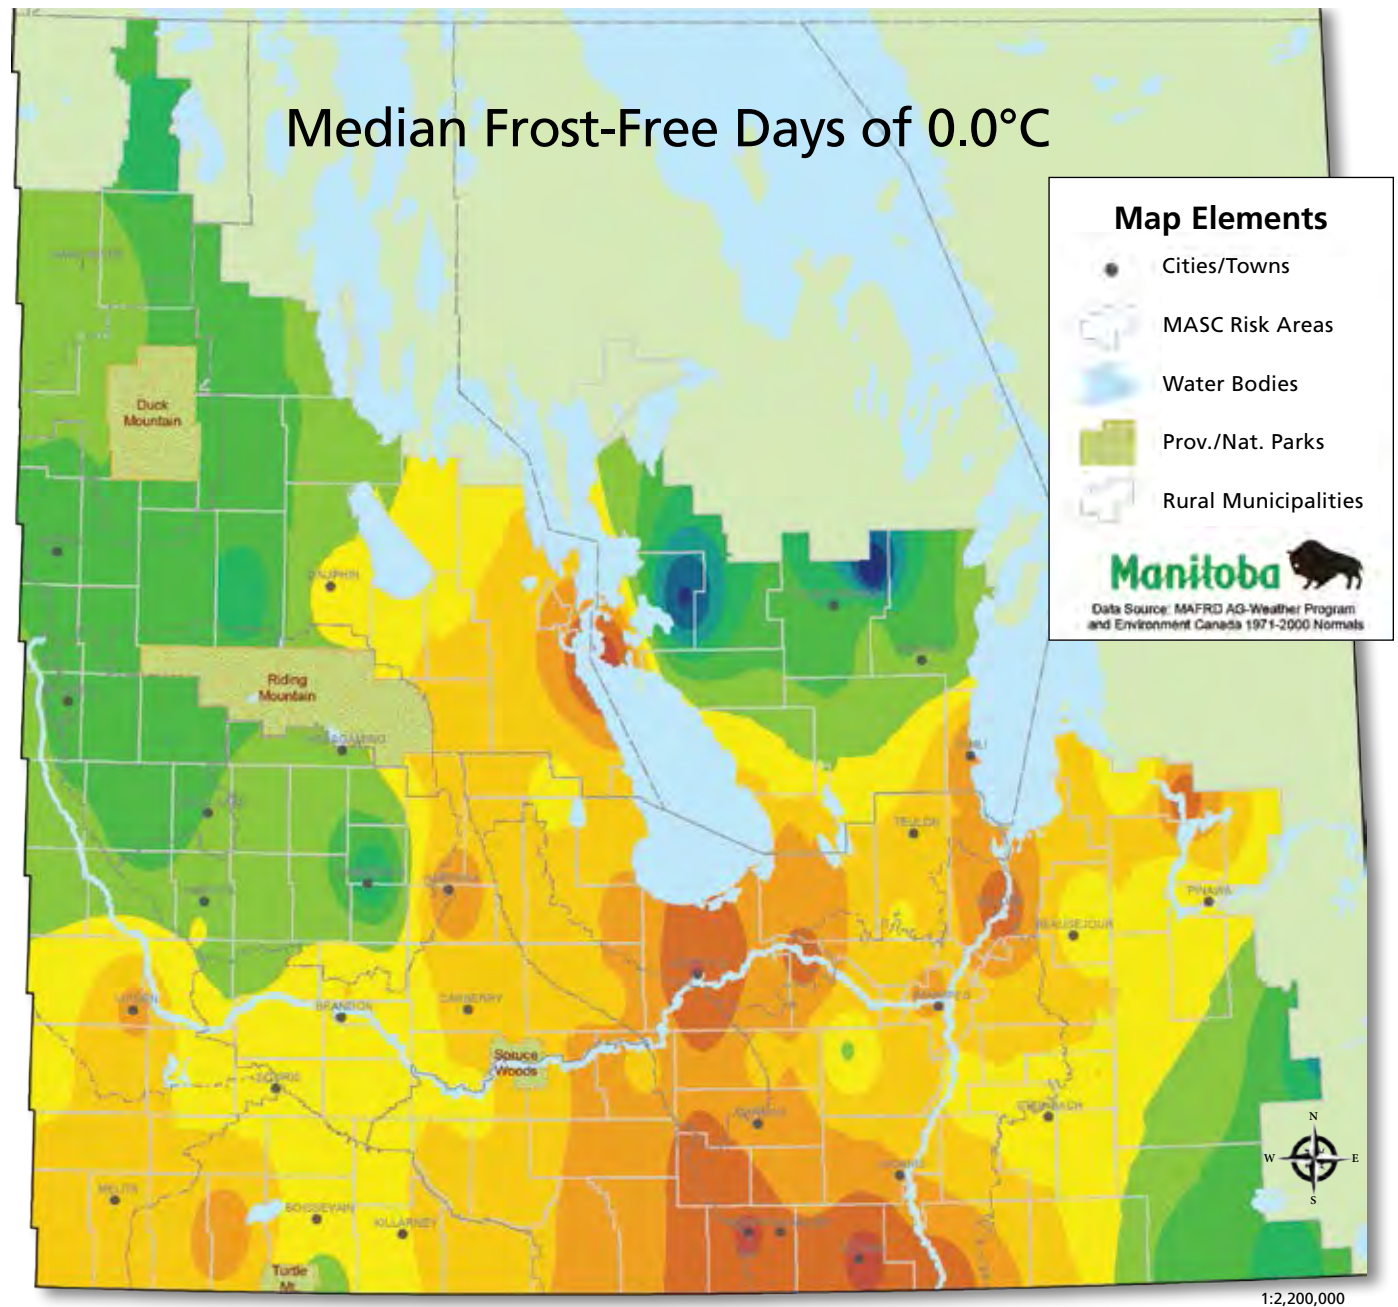 Median Frost-Free Days of 0.0°C
Map Elements
Cities/Towns
MASC Risk Areas
Water Bodies
Prov./Nat. Parks
Rural Municipalities
Manitoba
Data Source: MAFRD AG-Weather Program
and Environment Canada 1971-2000 Normals
Duck
Mountain
DAUPHIN
Riding
Mountain
TEULON
PINAWA
BEAUSEJOUR
BRANDON
CARBERRY
WINNIPEG
Spruce
Woods
STEINBACH
MORRIS
MELITA
BOISSEVAIN
KILLARNEY
Turtle
Mt.
N
W
E
S
1:2,200,000